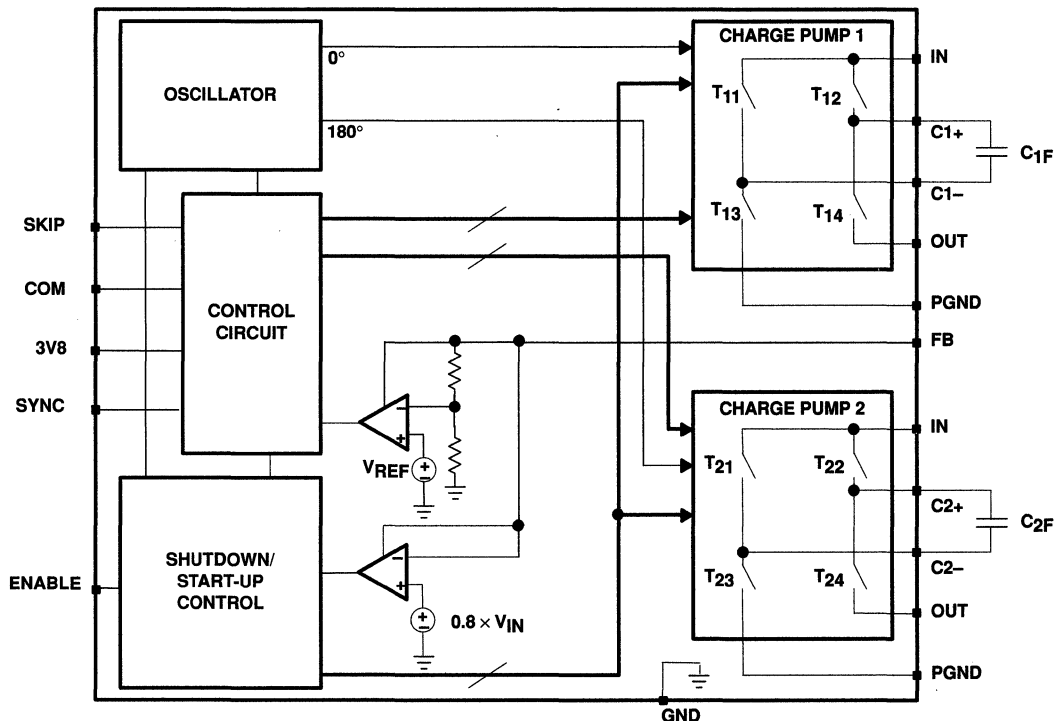 OSCILLATOR
0°
180°
CHARGE PUMP 1
T11
T12
T13
T14
IN
C1+
C1F
C1–
OUT
PGND
FB
SKIP
COM
3V8
SYNC
CONTROL
CIRCUIT
–
+
VREF
+
–
CHARGE PUMP 2
T21
T22
T23
T24
IN
C2+
C2F
C2–
OUT
PGND
ENABLE
SHUTDOWN/
START-UP
CONTROL
–
+
+
–
0.8 × VIN
GND